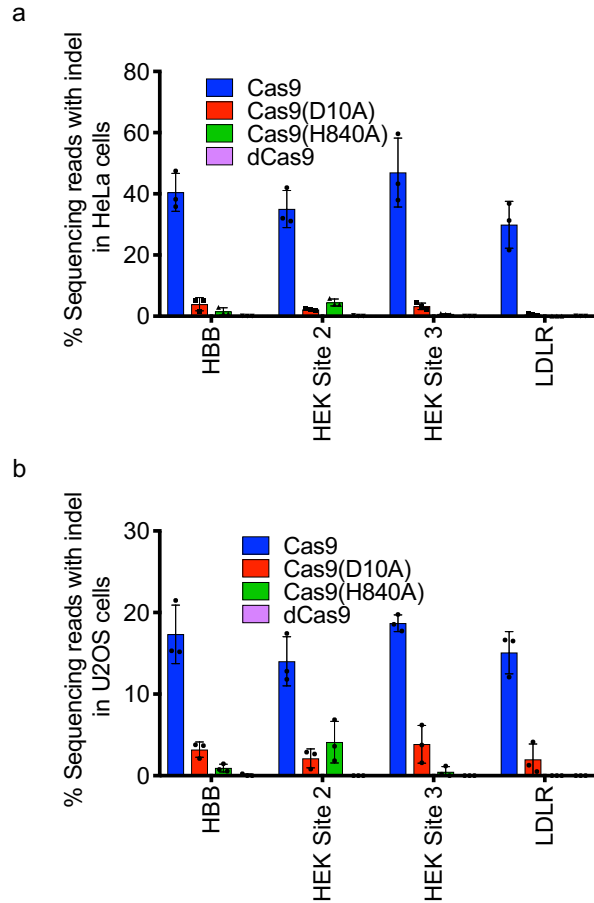 a
% Sequencing reads with indel
in HeLa cells
80
60
40
20
0
Cas9
Cas9(D10A)
Cas9(H840A)
dCas9
HBB
HEK Site 2
HEK Site 3
LDLR
b
% Sequencing reads with indel
in U2OS cells
30
20
10
0
Cas9
Cas9(D10A)
Cas9(H840A)
dCas9
HBB
HEK Site 2
HEK Site 3
LDLR